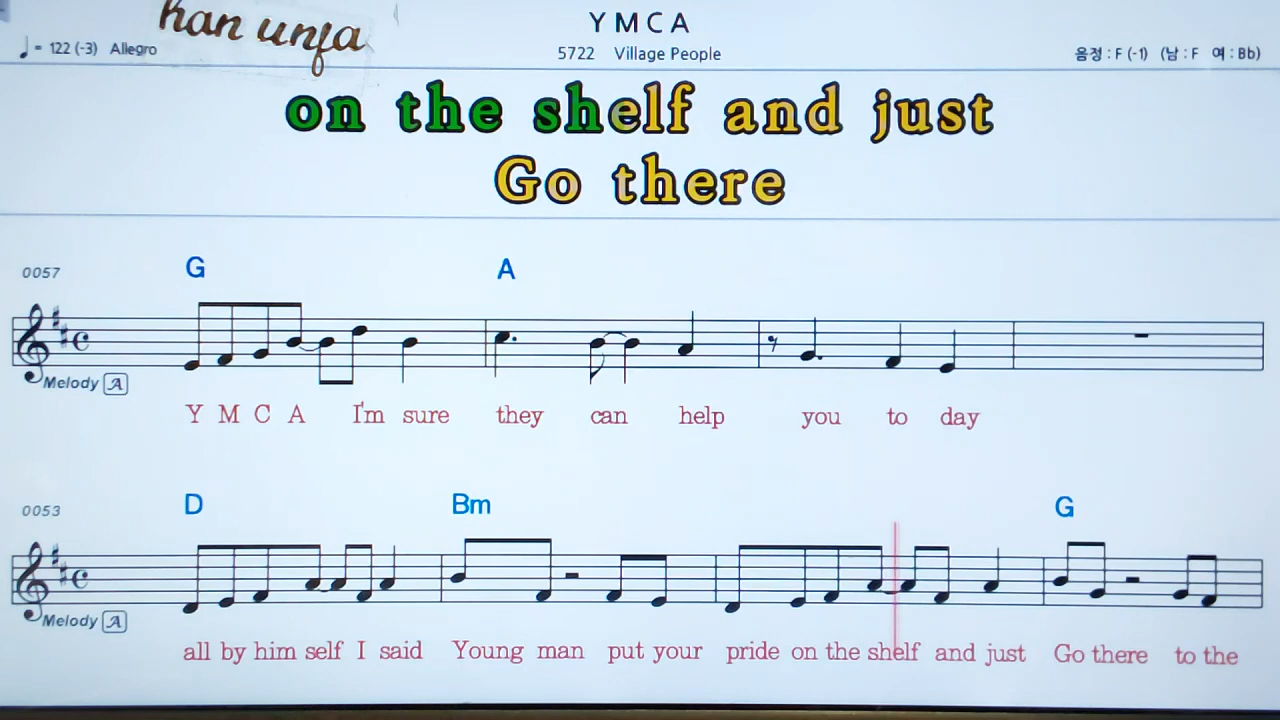 han unfa
Y M C A
♩ = 122 (-3) Allegro
5722 Village People
음정 : F (-1) (남 : F 여 : Bb)
on the shelf and just
Go there
0057
G A
Melody A
Y M C A I'm sure they can help you to day
0053
D Bm G
Melody A
all by him self I said Young man put your pride on the shelf and just Go there to the